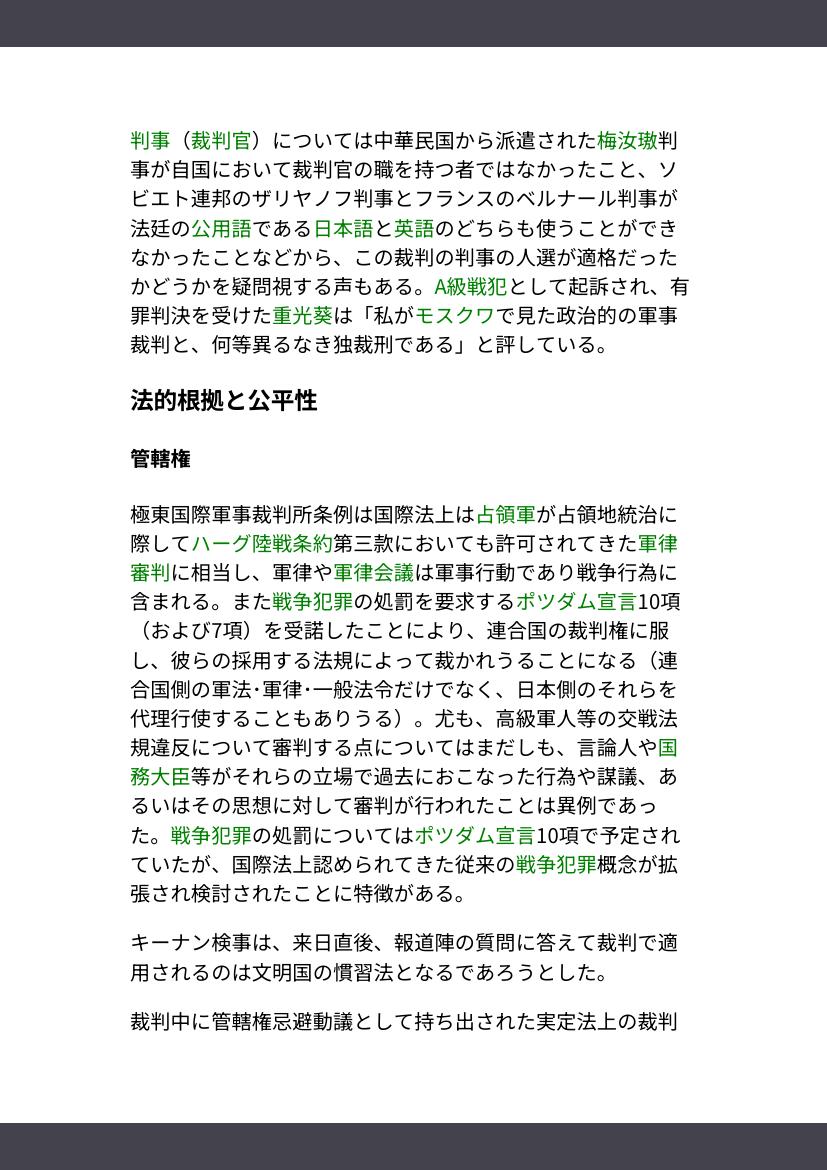 判事（裁判官）については中華民国から派遣された梅汝璈判
事が自国において裁判官の職を持つ者ではなかったこと、ソ
ビエト連邦のザリヤノフ判事とフランスのベルナール判事が
法廷の公用語である日本語と英語のどちらも使うことができ
なかったことなどから、この裁判の判事の人選が適格だった
かどうかを疑問視する声もある。A級戦犯として起訴され、有
罪判決を受けた重光葵は「私がモスクワで見た政治的の軍事
裁判と、何等異るなき独裁刑である」と評している。
法的根拠と公平性
管轄権
極東国際軍事裁判所条例は国際法上は占領軍が占領地統治に
際してハーグ陸戦条約第三款においても許可されてきた軍律
審判に相当し、軍律や軍律会議は軍事行動であり戦争行為に
含まれる。また戦争犯罪の処罰を要求するポツダム宣言10項
（および7項）を受諾したことにより、連合国の裁判権に服
し、彼らの採用する法規によって裁かれうることになる（連
合国側の軍法･軍律･一般法令だけでなく、日本側のそれらを
代理行使することもありうる）。尤も、高級軍人等の交戦法
規違反について審判する点についてはまだしも、言論人や国
務大臣等がそれらの立場で過去におこなった行為や謀議、あ
るいはその思想に対して審判が行われたことは異例であっ
た。戦争犯罪の処罰についてはポツダム宣言10項で予定され
ていたが、国際法上認められてきた従来の戦争犯罪概念が拡
張され検討されたことに特徴がある。
キーナン検事は、来日直後、報道陣の質問に答えて裁判で適
用されるのは文明国の慣習法となるであろうとした。
裁判中に管轄権忌避動議として持ち出された実定法上の裁判